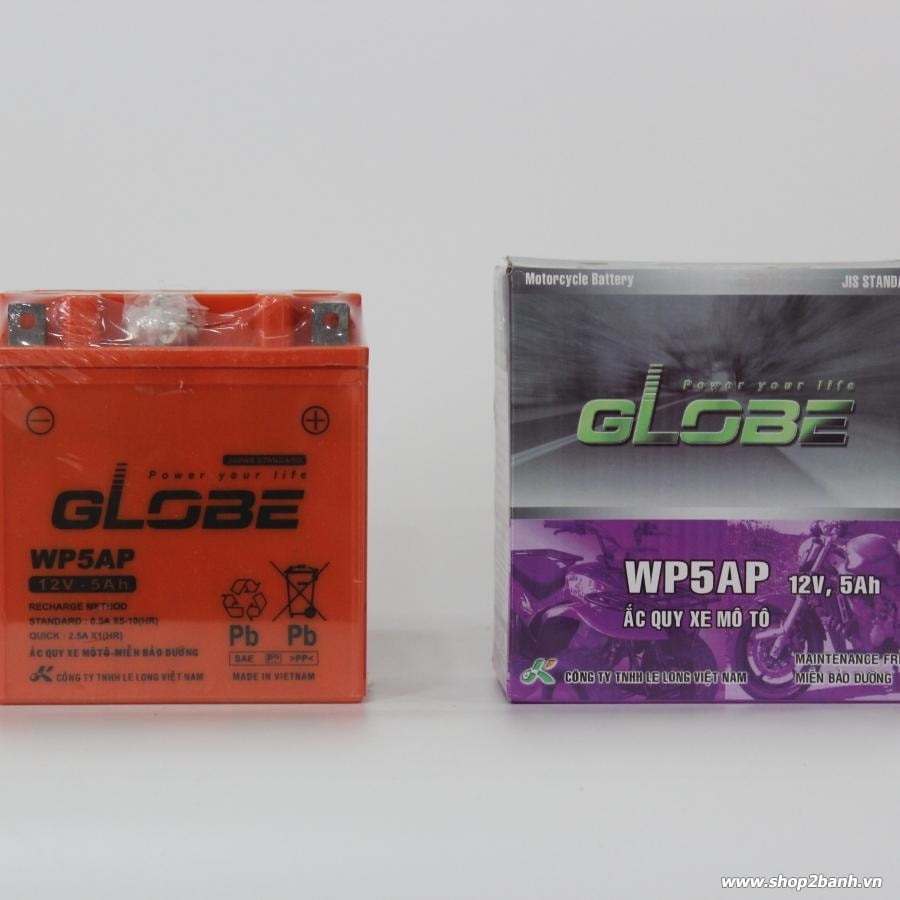 JAPAN STANDARD
Power your life
GLOBE
WP5AP
12V - 5Ah
RECHARGE METHOD
STANDARD : 0.3A X5-10(HR)
QUICK : 2.5A X1(HR)
ẮC QUY XE MÔTÔ-MIỄN BẢO DƯỠNG
CÔNG TY TNHH LE LONG VIỆT NAM
Pb Pb
SAE >PP<
MADE IN VIETNAM
Motorcycle Battery JIS STANDA
Power your life
GLOBE
WP5AP 12V, 5Ah
ẮC QUY XE MÔ TÔ
MAINTENANCE FRE
CÔNG TY TNHH LE LONG VIỆT NAM MIỄN BẢO DƯỠNG
www.shop2banh.vn